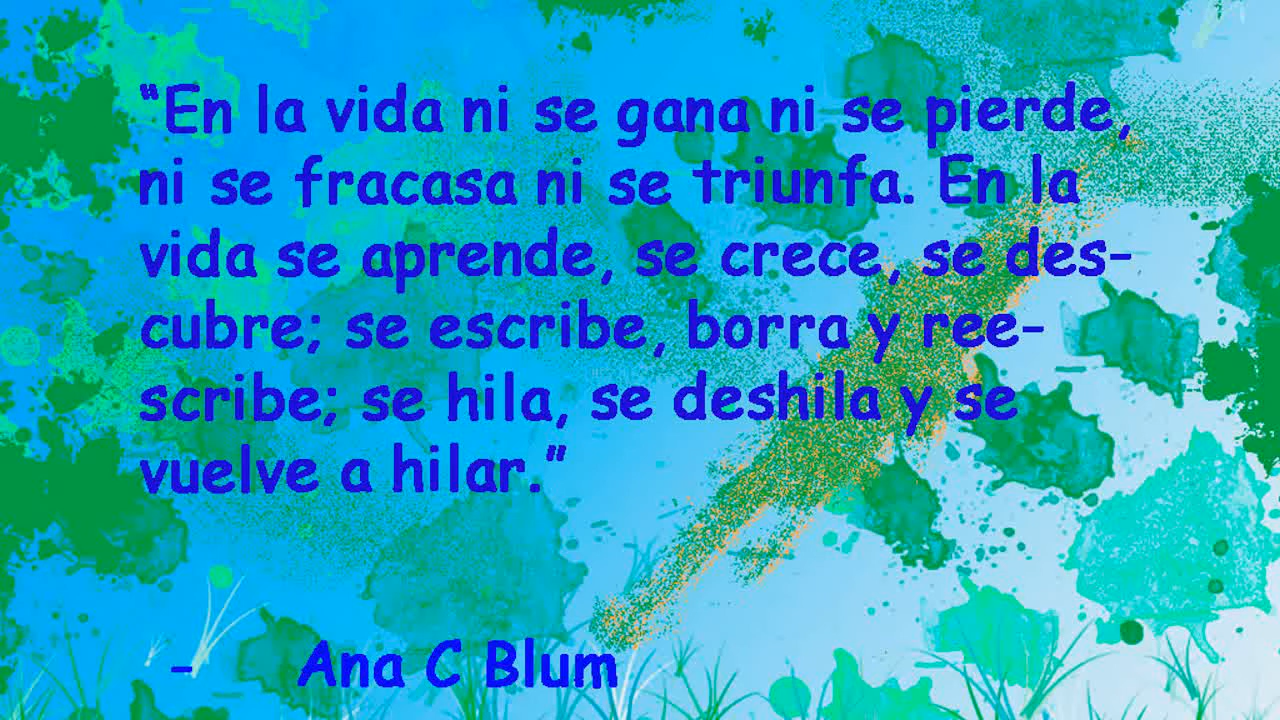 “En la vida ni se gana ni se pierde,
ni se fracasa ni se triunfa. En la
vida se aprende, se crece, se des-
cubre; se escribe, borra y ree-
scribe; se hila, se deshila y se
vuelve a hilar.”
- Ana C Blum